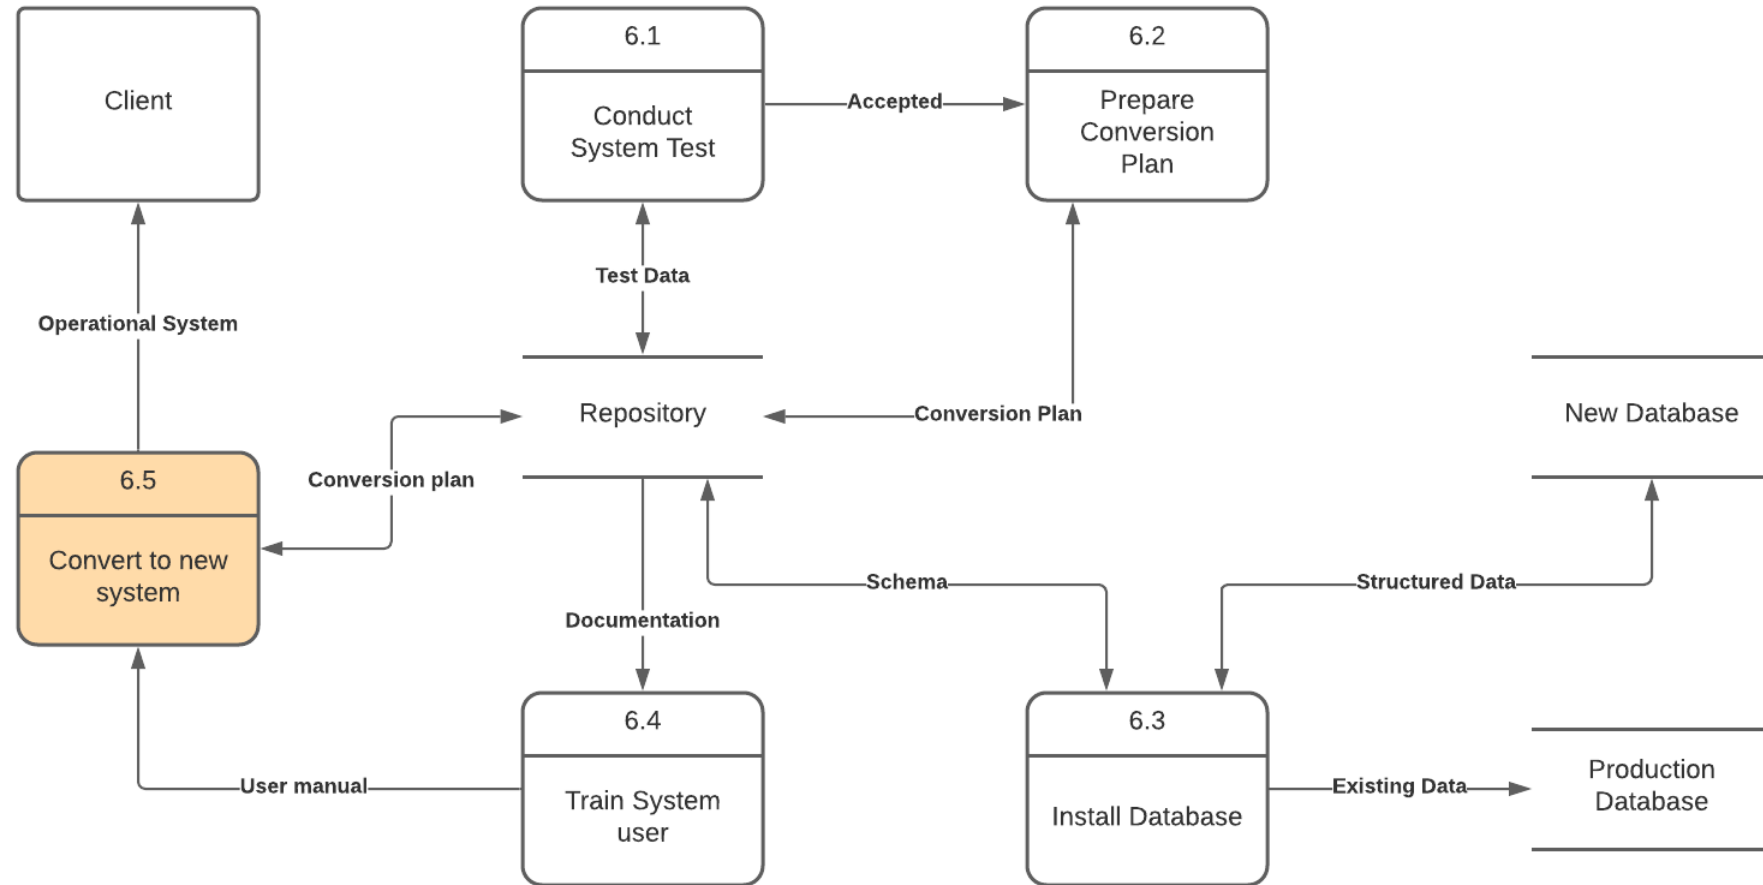 Client
6.1
Conduct
System Test
Accepted
6.2
Prepare
Conversion
Plan
Test Data
Operational System
Repository
Conversion Plan
New Database
6.5
Convert to new
system
Conversion plan
Schema
Structured Data
Documentation
6.4
Train System
user
User manual
6.3
Install Database
Existing Data
Production
Database